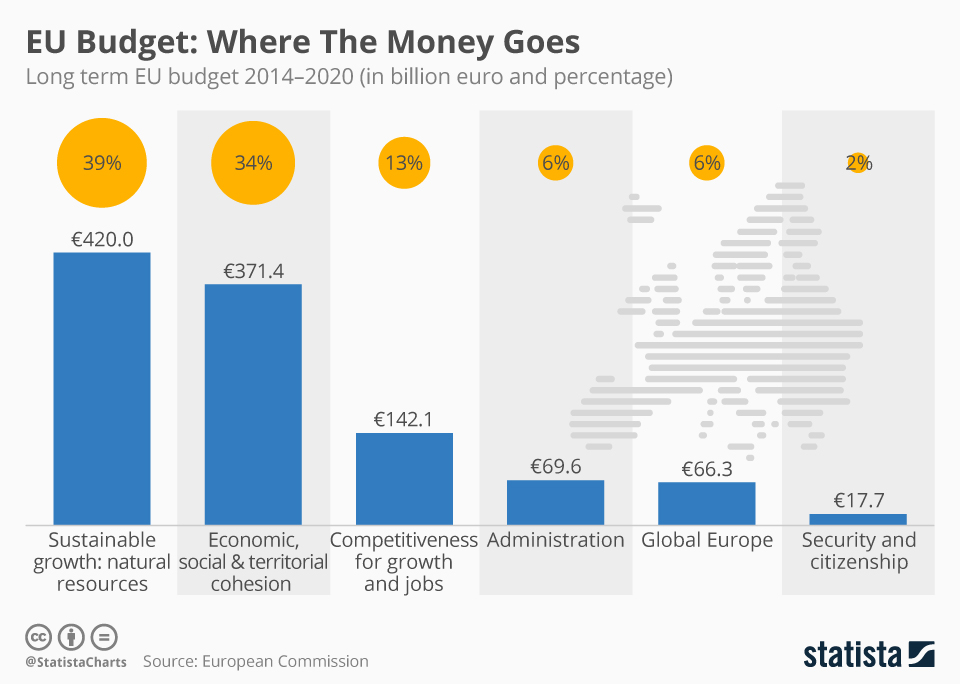 EU Budget: Where The Money Goes
Long term EU budget 2014–2020 (in billion euro and percentage)
39%
34%
13%
6%
6%
2%
€420.0
€371.4
€142.1
€69.6
€66.3
€17.7
Sustainable
growth: natural
resources
Economic,
social & territorial
cohesion
Competitiveness
for growth
and jobs
Administration
Global Europe
Security and
citizenship
cc
@StatistaCharts
Source: European Commission
statista